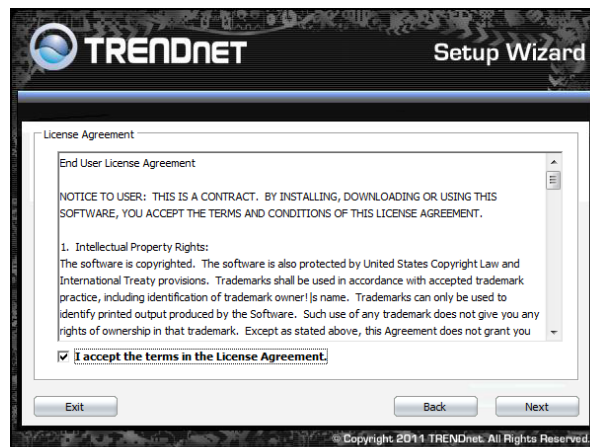 TRENDNET
Setup Wizard
License Agreement
End User License Agreement
NOTICE TO USER:  THIS IS A CONTRACT.  BY INSTALLING, DOWNLOADING OR USING THIS
SOFTWARE, YOU ACCEPT THE TERMS AND CONDITIONS OF THIS LICENSE AGREEMENT.
1.  Intellectual Property Rights:
The software is copyrighted.  The software is also protected by United States Copyright Law and
International Treaty provisions.  Trademarks shall be used in accordance with accepted trademark
practice, including identification of trademark owner!|s name.  Trademarks can only be used to
identify printed output produced by the Software.  Such use of any trademark does not give you any
rights of ownership in that trademark.  Except as stated above, this Agreement does not grant you
I accept the terms in the License Agreement.
Exit
Back
Next
© Copyright 2011 TRENDnet. All Rights Reserved.